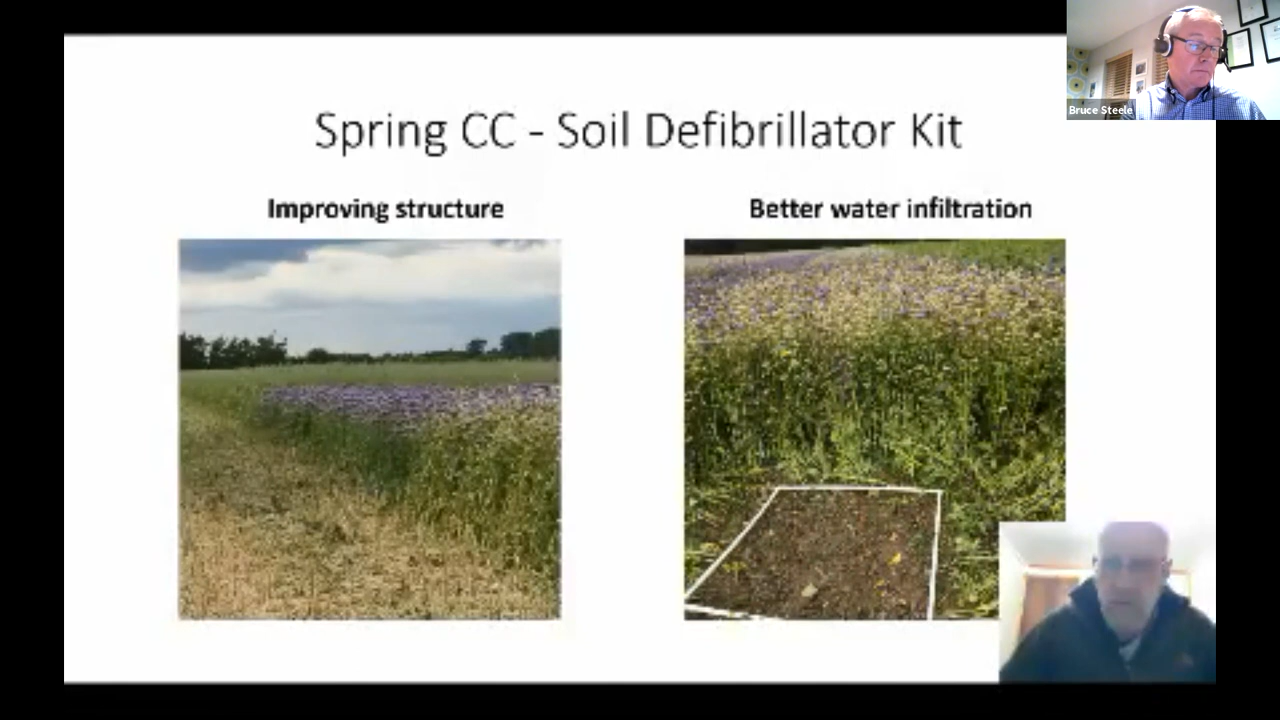 Spring CC - Soil Defibrillator Kit
Improving structure
Better water infiltration
Bruce Steele